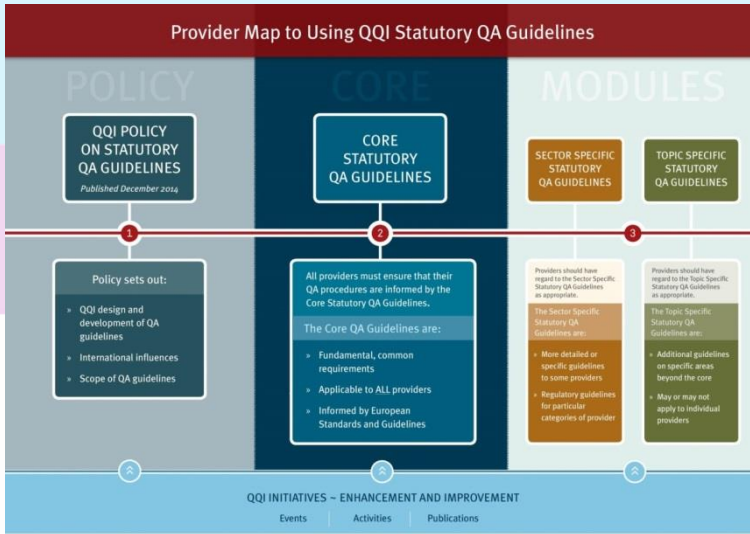 Provider Map to Using QQI Statutory QA Guidelines
POLICY
CORE
MODULES
QQI POLICY
ON STATUTORY
QA GUIDELINES
Published December 2014
CORE
STATUTORY
QA GUIDELINES
SECTOR SPECIFIC
STATUTORY
QA GUIDELINES
TOPIC SPECIFIC
STATUTORY
QA GUIDELINES
1
2
3
Policy sets out:
» QQI design and
development of QA
guidelines
» International influences
» Scope of QA guidelines
All providers must ensure that their
QA procedures are informed by the
Core Statutory QA Guidelines.
The Core QA Guidelines are:
» Fundamental, common
requirements
» Applicable to ALL providers
» Informed by European
Standards and Guidelines
Providers should have
regard to the Sector Specific
Statutory QA Guidelines
as appropriate.
The Sector Specific
Statutory QA
Guidelines are:
» More detailed or
specific guidelines
to some providers
» Regulatory guidelines
for particular
categories of provider
Providers should have
regard to the Topic Specific
Statutory QA Guidelines
as appropriate.
The Topic Specific
Statutory QA
Guidelines are:
» Additional guidelines
on specific areas
beyond the core
» May or may not
apply to individual
providers
QQI INITIATIVES ~ ENHANCEMENT AND IMPROVEMENT
Events | Activities | Publications